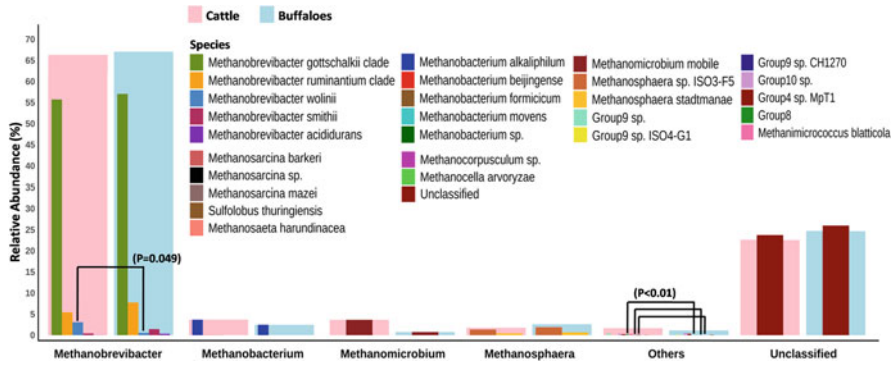 Cattle Buffaloes
Species
Methanobrevibacter gottschalkii clade
Methanobrevibacter ruminantium clade
Methanobrevibacter wolinii
Methanobrevibacter smithii
Methanobrevibacter acididurans
Methanosarcina barkeri
Methanosarcina sp.
Methanosarcina mazei
Sulfolobus thuringiensis
Methanosaeta harundinacea
Methanobacterium alkaliphilum
Methanobacterium beijingense
Methanobacterium formicicum
Methanobacterium movens
Methanobacterium sp.
Methanocorpusculum sp.
Methanocella arvoryzae
Unclassified
Methanomicrobium mobile
Methanosphaera sp. ISO3-F5
Methanosphaera stadtmanae
Group9 sp.
Group9 sp. ISO4-G1
Group9 sp. CH1270
Group10 sp.
Group4 sp. MpT1
Group8
Methanimicrococcus blatticola
Relative Abundance (%)
70
65
60
55
50
45
40
35
30
25
20
15
10
5
0
(P=0.049)
(P<0.01)
Methanobrevibacter Methanobacterium Methanomicrobium Methanosphaera Others Unclassified